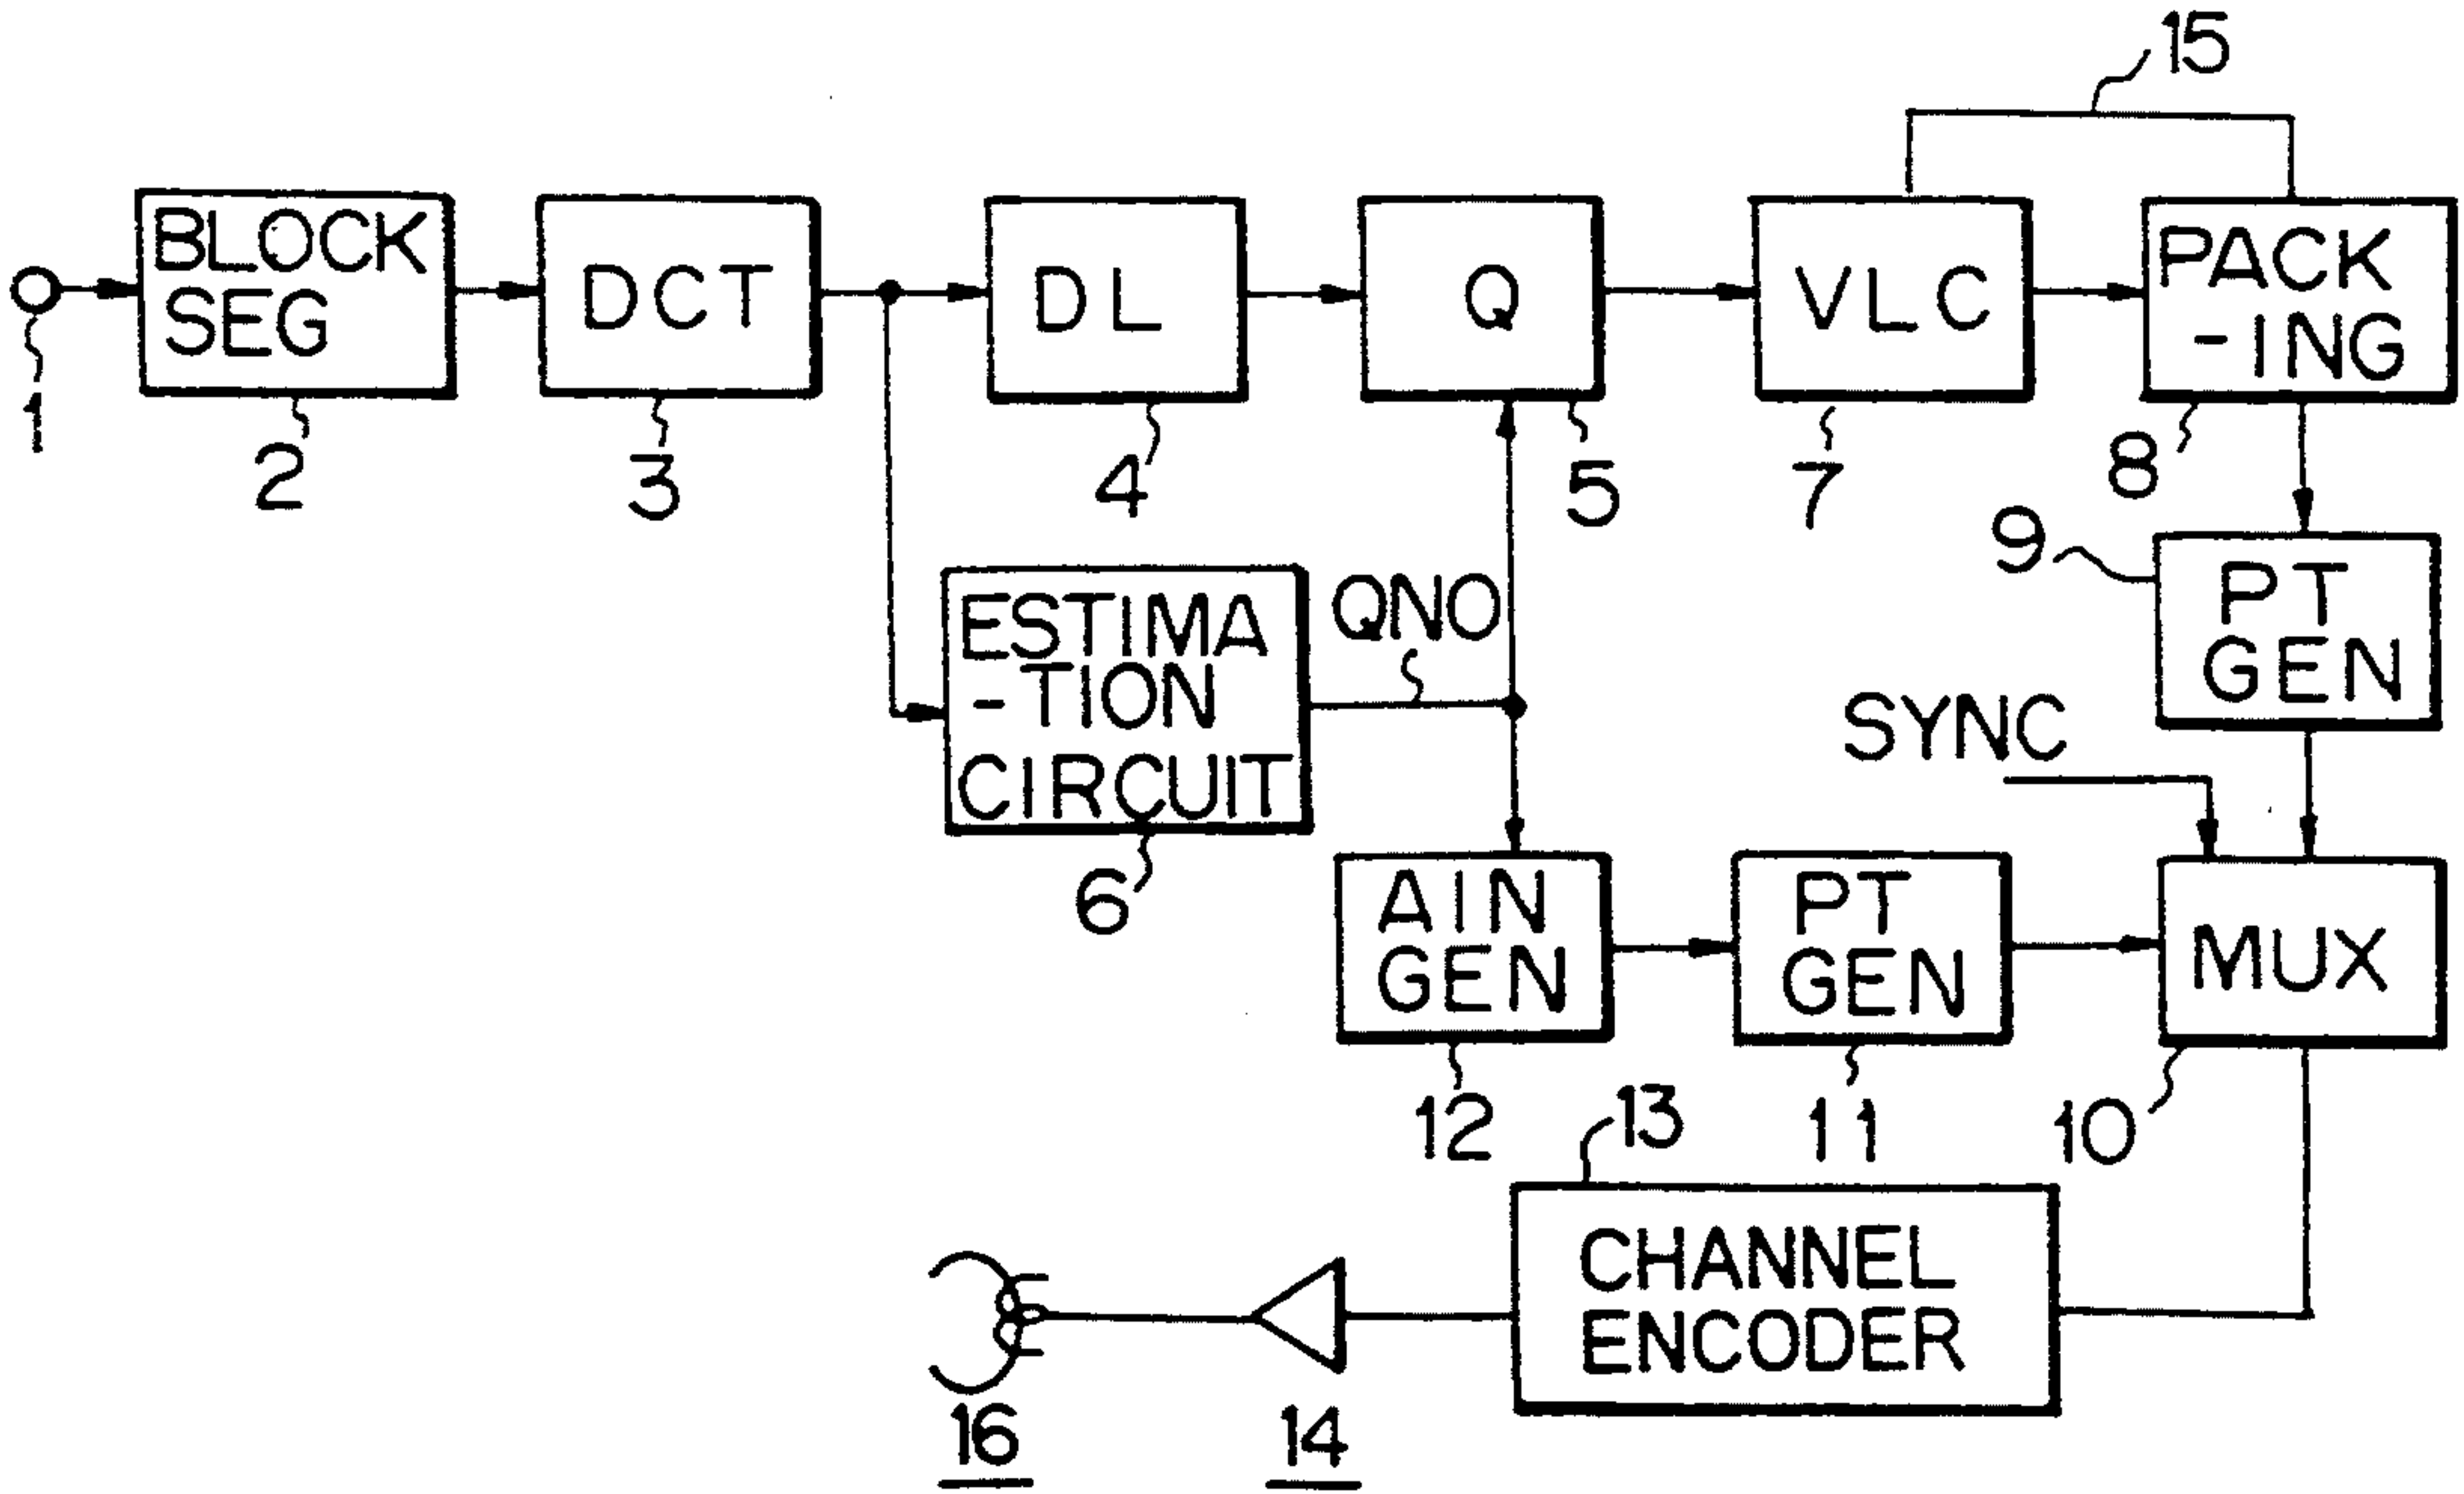 15
BLOCK
SEG
DCT
DL
Q
VLC
PACK
-ING
1
2
3
4
5
7
8
9
PT
GEN
ESTIMA
-TION
CIRCUIT
QNO
SYNC
6
AIN
GEN
PT
GEN
MUX
12
13
11
10
CHANNEL
ENCODER
16
14